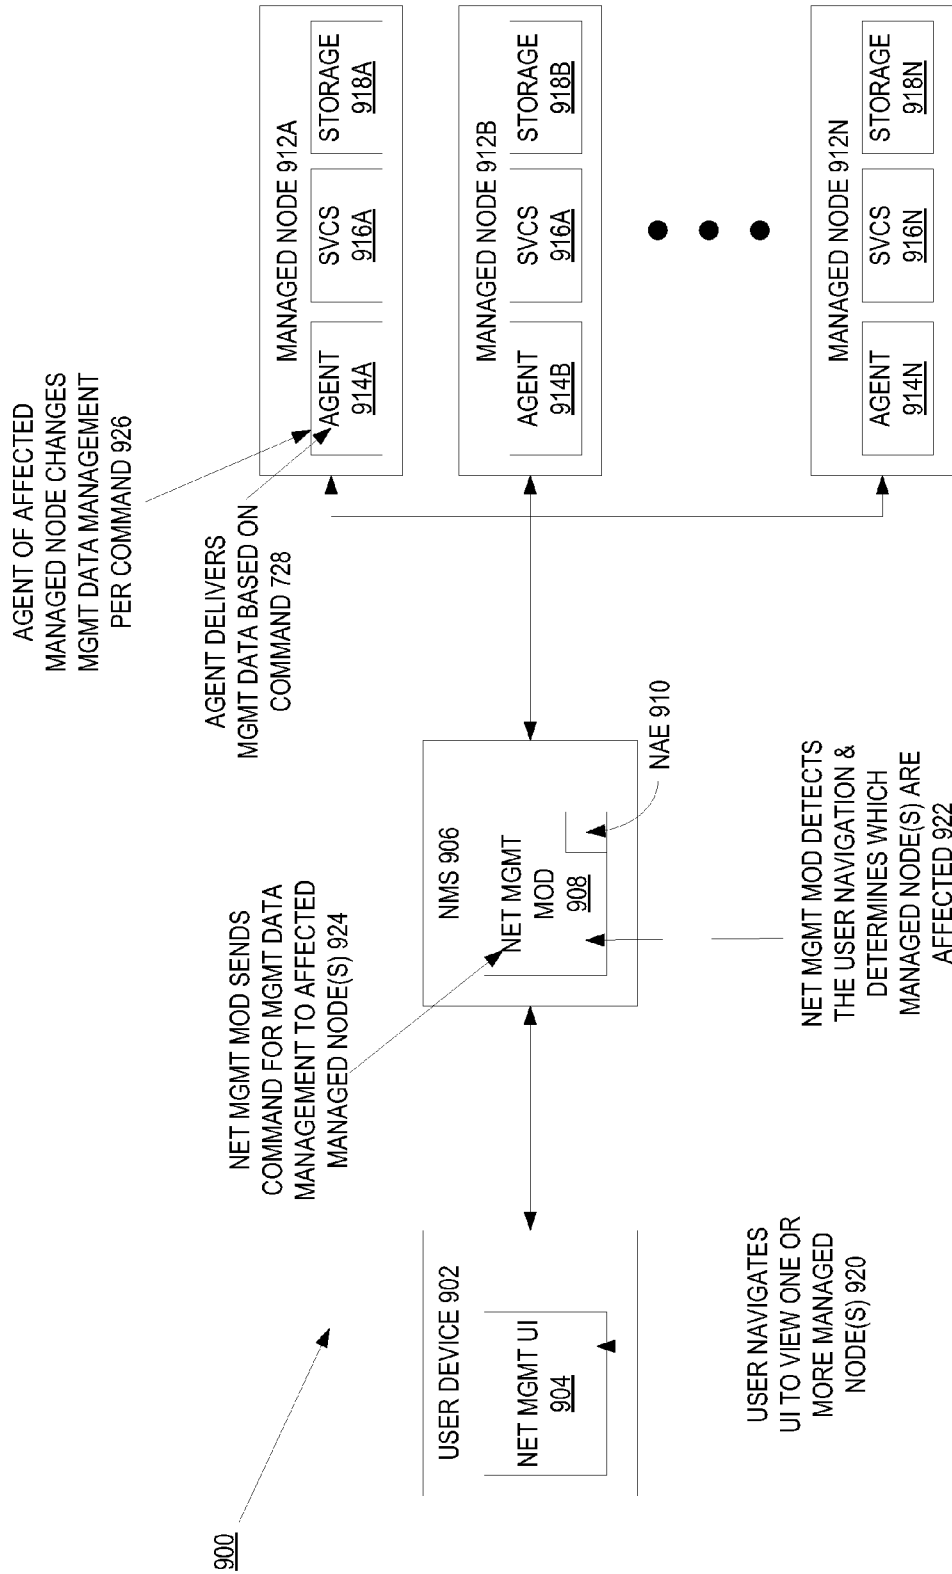 900
USER DEVICE 902
NET MGMT UI
904
USER NAVIGATES
UI TO VIEW ONE OR
MORE MANAGED
NODE(S) 920
NET MGMT MOD SENDS
COMMAND FOR MGMT DATA
MANAGEMENT TO AFFECTED
MANAGED NODE(S) 924
NMS 906
NET MGMT
MOD
908
NAE 910
NET MGMT MOD DETECTS
THE USER NAVIGATION &
DETERMINES WHICH
MANAGED NODE(S) ARE
AFFECTED 922
AGENT OF AFFECTED
MANAGED NODE CHANGES
MGMT DATA MANAGEMENT
PER COMMAND 926
AGENT DELIVERS
MGMT DATA BASED ON
COMMAND 728
MANAGED NODE 912A
AGENT
914A
SVCS
916A
STORAGE
918A
MANAGED NODE 912B
AGENT
914B
SVCS
916A
STORAGE
918B
MANAGED NODE 912N
AGENT
914N
SVCS
916N
STORAGE
918N